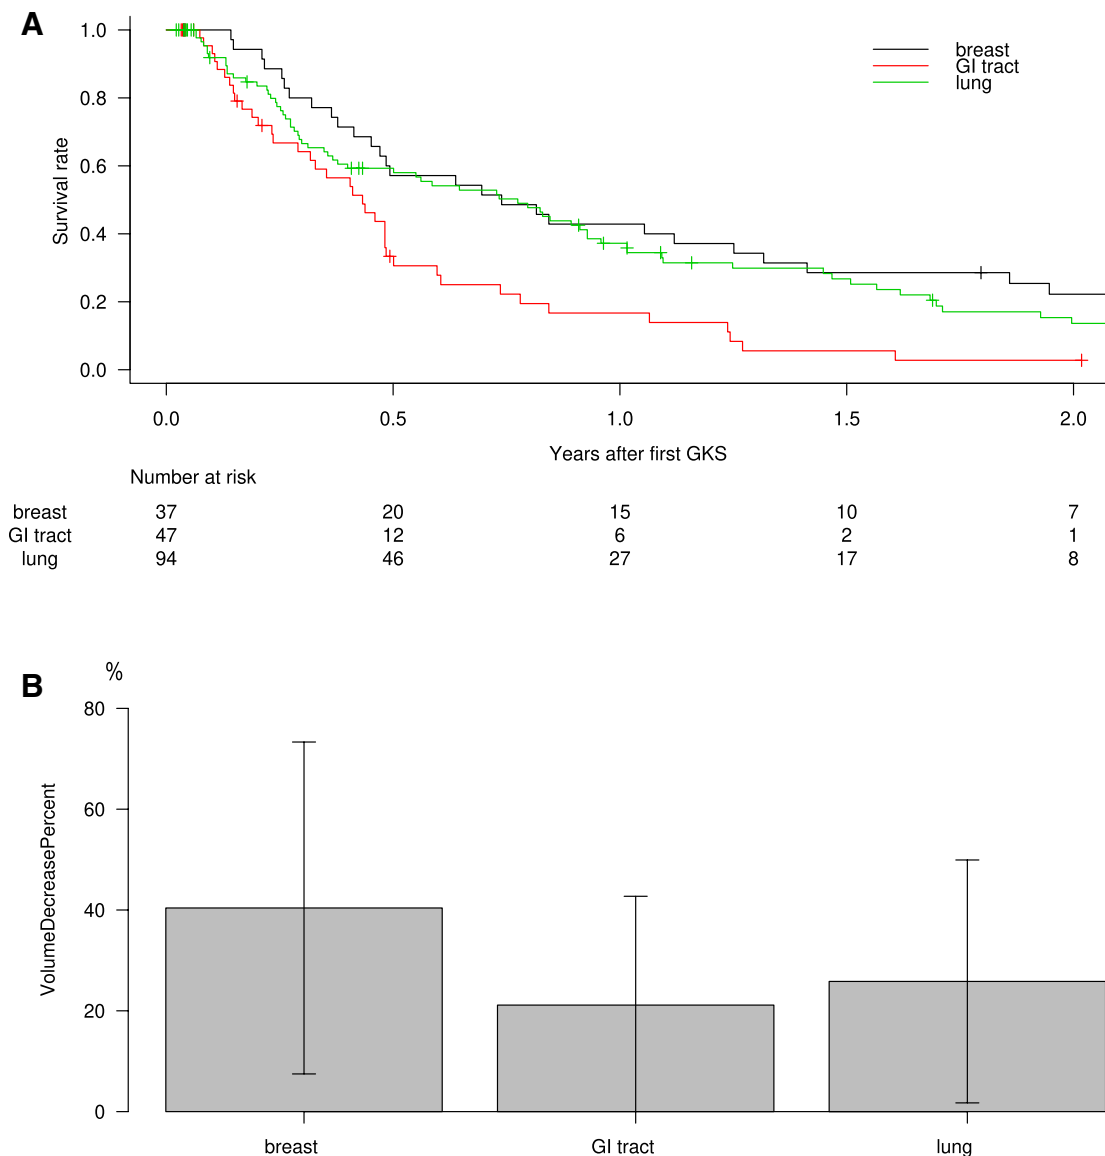 A
1.0
0.8
0.6
0.4
0.2
0.0
Survival rate
breast
GI tract
lung
0.0 0.5 1.0 1.5 2.0
Years after first GKS
Number at risk
breast 37 20 15 10 7
GI tract 47 12 6 2 1
lung 94 46 27 17 8
B
%
80
60
40
20
0
VolumeDecreasePercent
breast GI tract lung